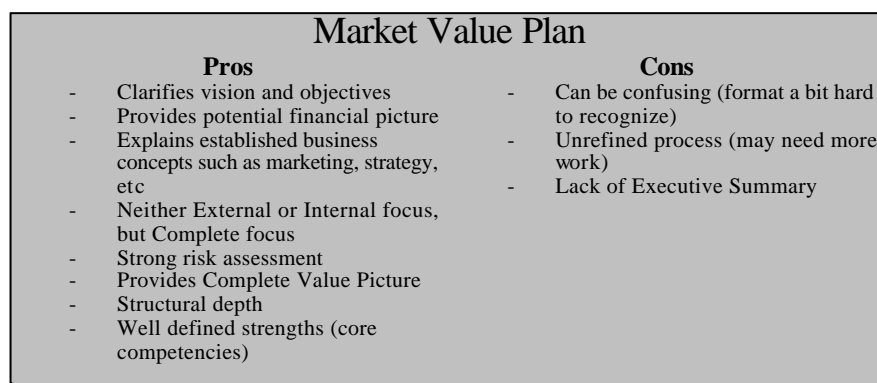 Market Value Plan
Pros
- Clarifies vision and objectives
- Provides potential financial picture
- Explains established business
concepts such as marketing, strategy,
etc
- Neither External or Internal focus,
but Complete focus
- Strong risk assessment
- Provides Complete Value Picture
- Structural depth
- Well defined strengths (core
competencies)
Cons
- Can be confusing (format a bit hard
to recognize)
- Unrefined process (may need more
work)
- Lack of Executive Summary